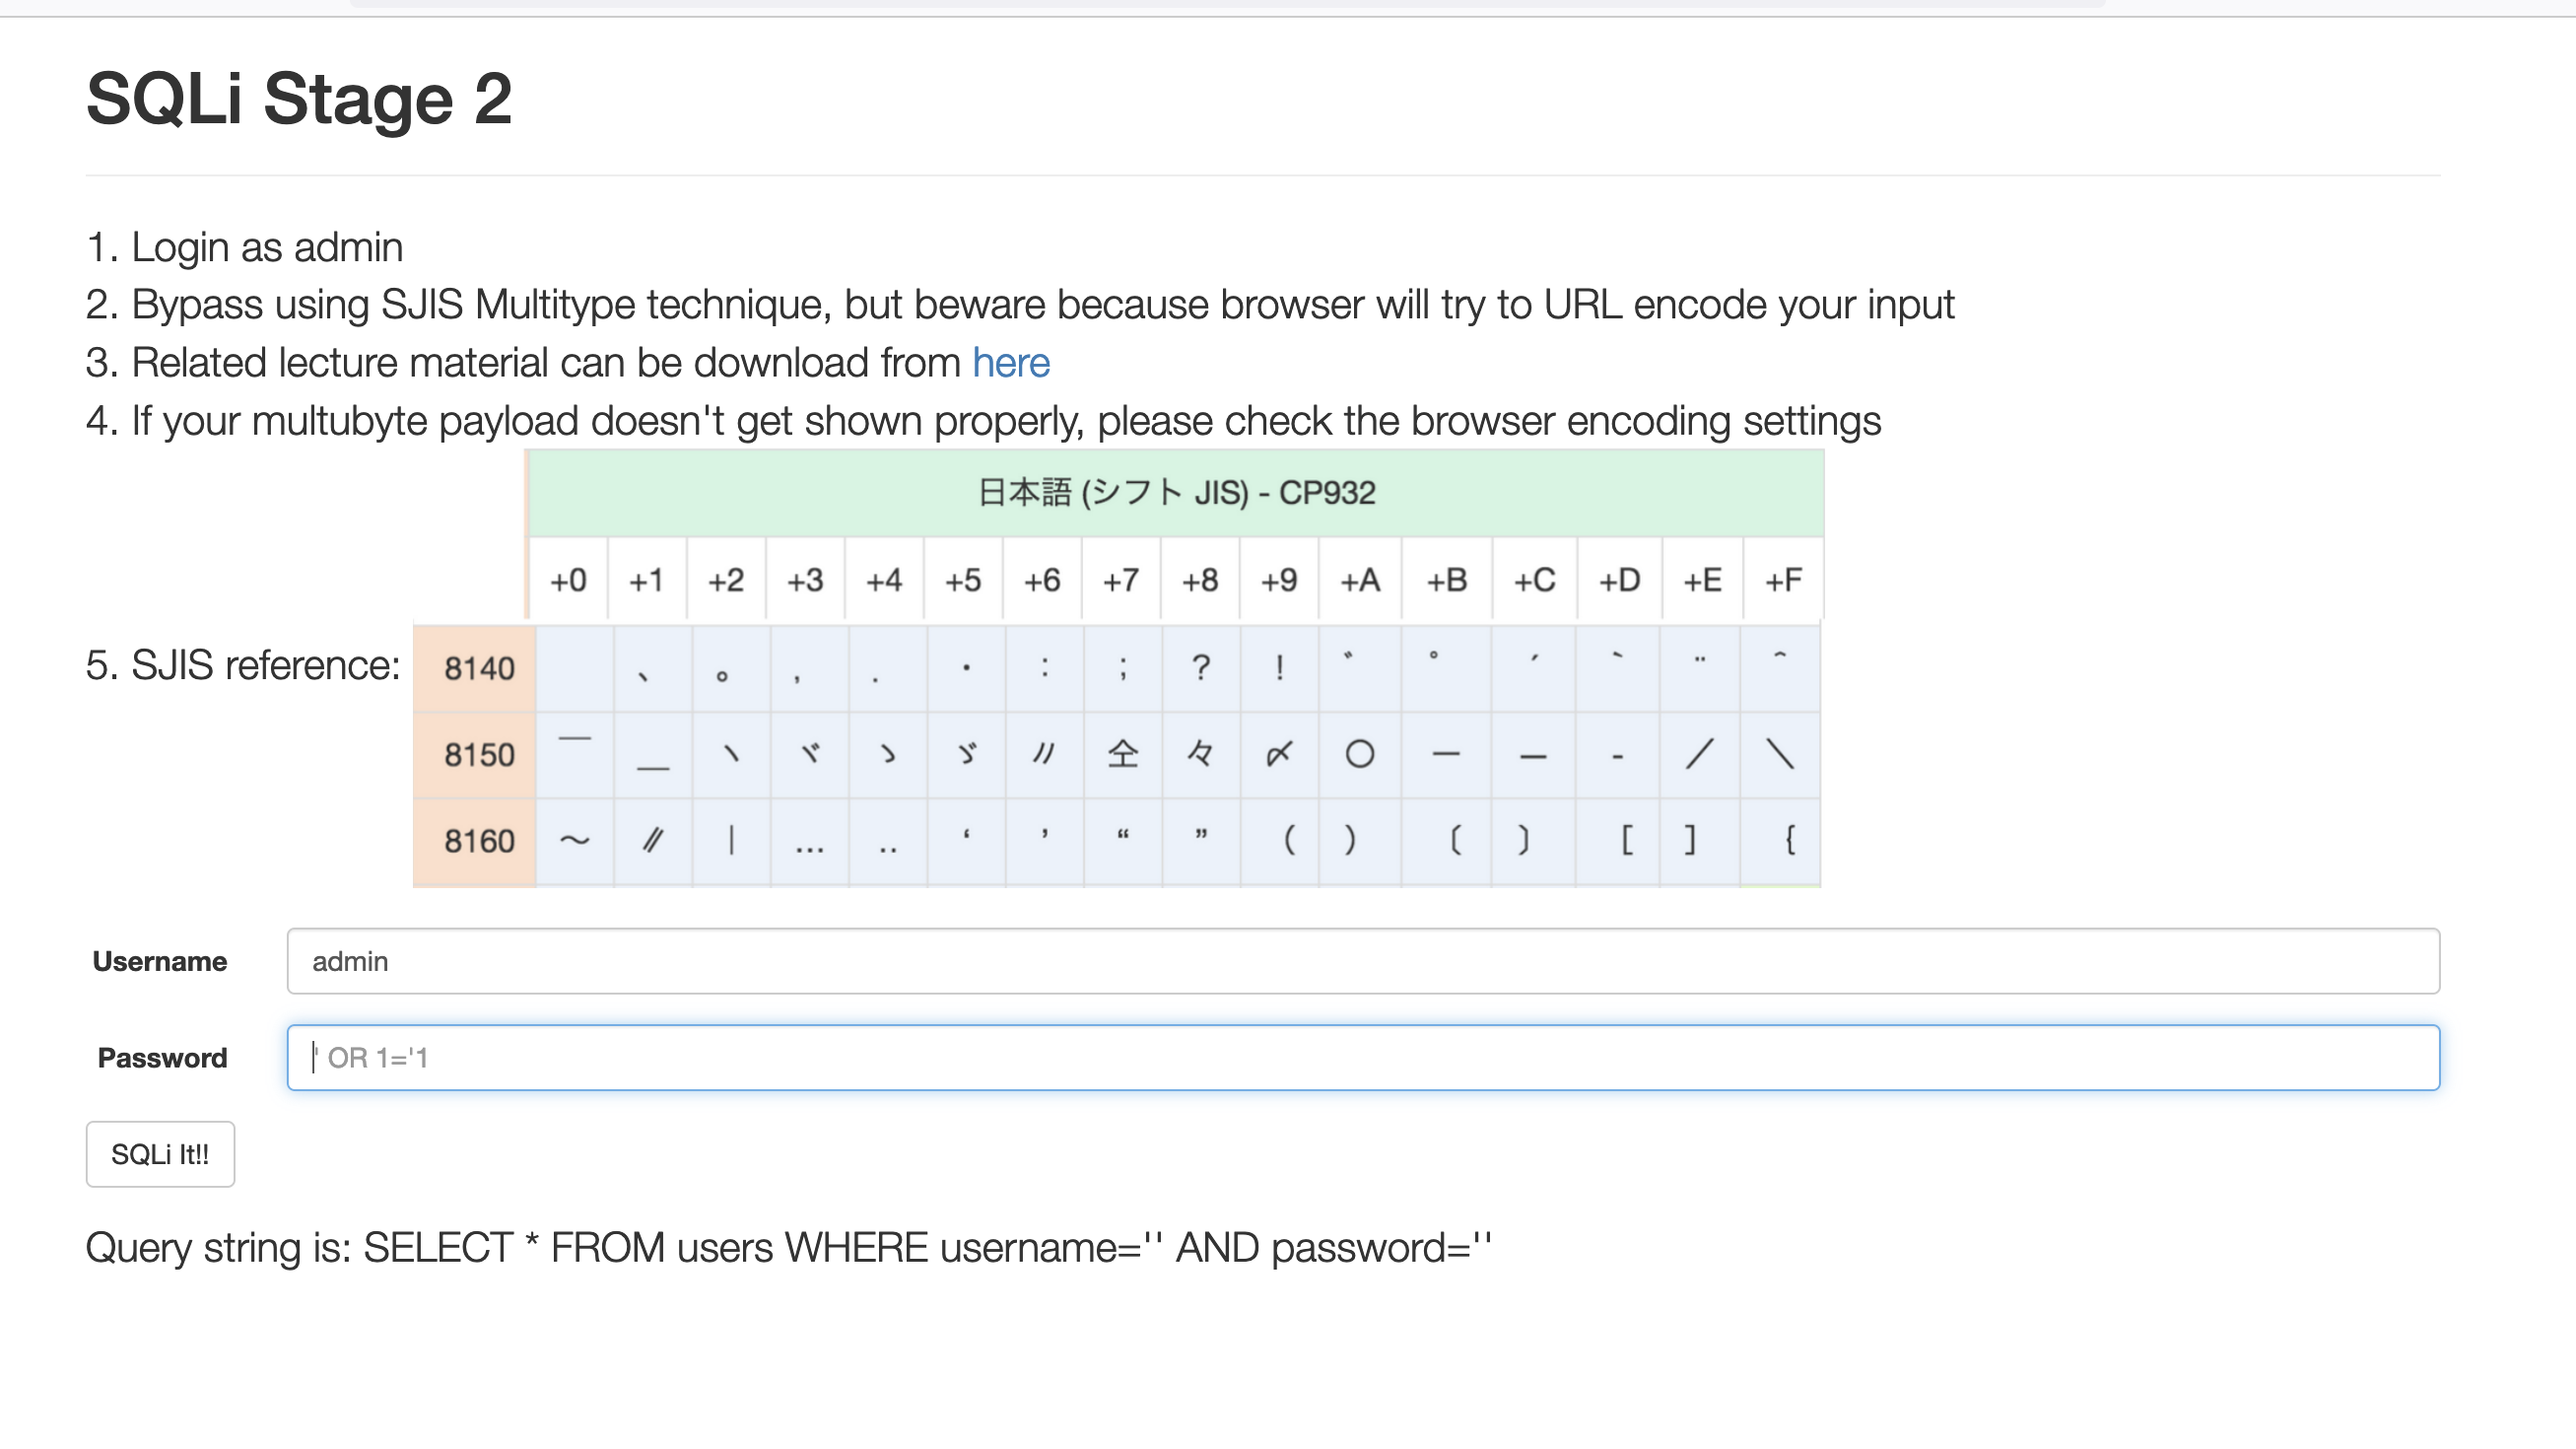 SQLi Stage 2
1. Login as admin
2. Bypass using SJIS Multitype technique, but beware because browser will try to URL encode your input
3. Related lecture material can be download from here
4. If your multubyte payload doesn't get shown properly, please check the browser encoding settings
日本語 (シフト JIS) - CP932
+0 +1 +2 +3 +4 +5 +6 +7 +8 +9 +A +B +C +D +E +F
5. SJIS reference:
8140 、 。 , . ・ : ; ? ! ゛ ゜ ´ ` ¨ ^
8150 ￣ _ ヽ ヾ ゝ ゞ 〃 仝 々 〆 〇 ー — - ／ ＼
8160 ～ ∥ | … ‥ ‘ ’ “ ” ( ) 〔 〕 [ ] {
Username admin
Password ' OR 1='1
SQLi It!!
Query string is: SELECT * FROM users WHERE username='' AND password=''